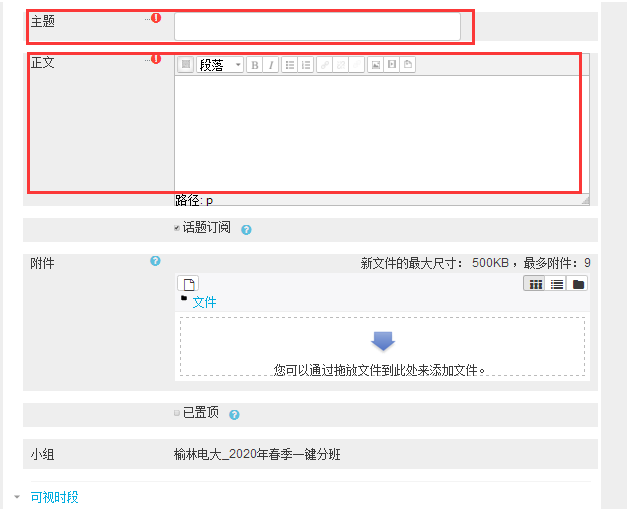 主题
正文
段落
B I
路径: p
话题订阅
附件
新文件的最大尺寸： 500KB ，最多附件：9
文件
您可以通过拖放文件到此处来添加文件。
已置顶
小组
榆林电大_2020年春季一键分班
可视时段